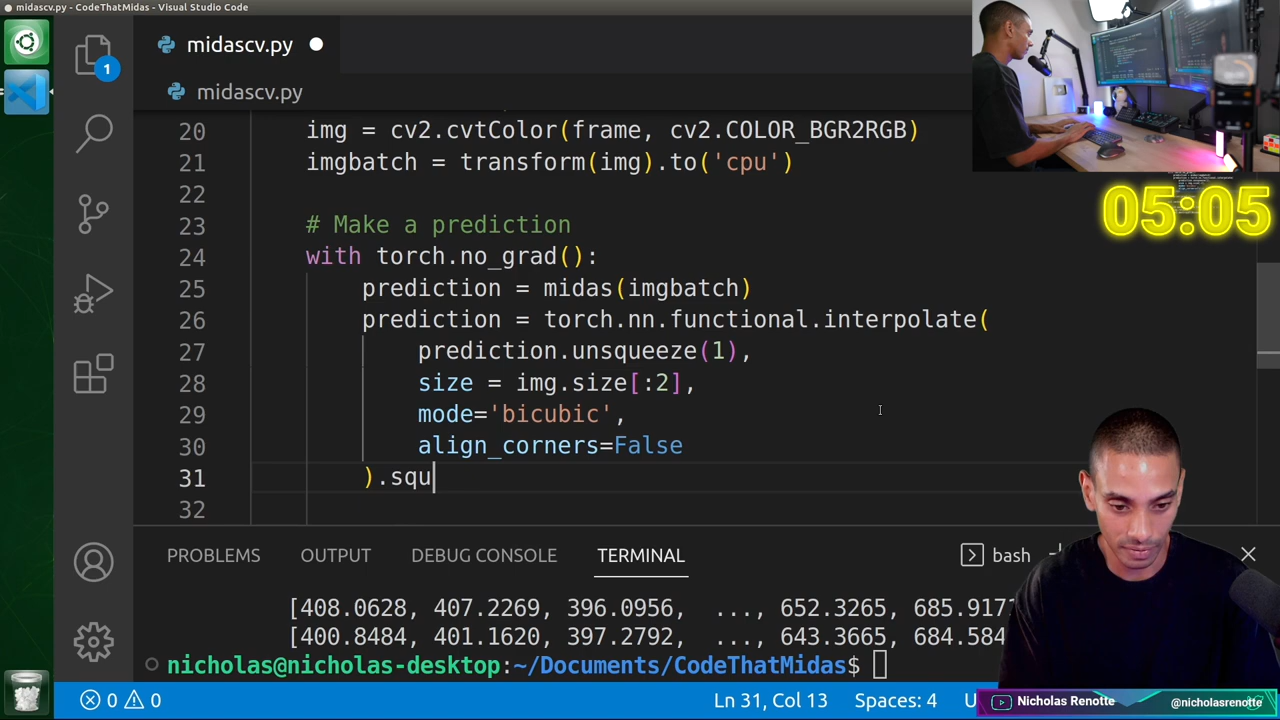 midascv.py - CodeThatMidas - Visual Studio Code
midascv.py
midascv.py
1
20 img = cv2.cvtColor(frame, cv2.COLOR_BGR2RGB)
21 imgbatch = transform(img).to('cpu')
22
23 # Make a prediction
24 with torch.no_grad():
25 prediction = midas(imgbatch)
26 prediction = torch.nn.functional.interpolate(
27 prediction.unsqueeze(1),
28 size = img.size[:2],
29 mode='bicubic',
30 align_corners=False
31 ).squ
32
05:05
PROBLEMS OUTPUT DEBUG CONSOLE TERMINAL bash
[408.0628, 407.2269, 396.0956, ..., 652.3265, 685.917
[400.8484, 401.1620, 397.2792, ..., 643.3665, 684.584
nicholas@nicholas-desktop:~/Documents/CodeThatMidas$
0 0 Ln 31, Col 13 Spaces: 4
Nicholas Renotte @nicholasrenotte